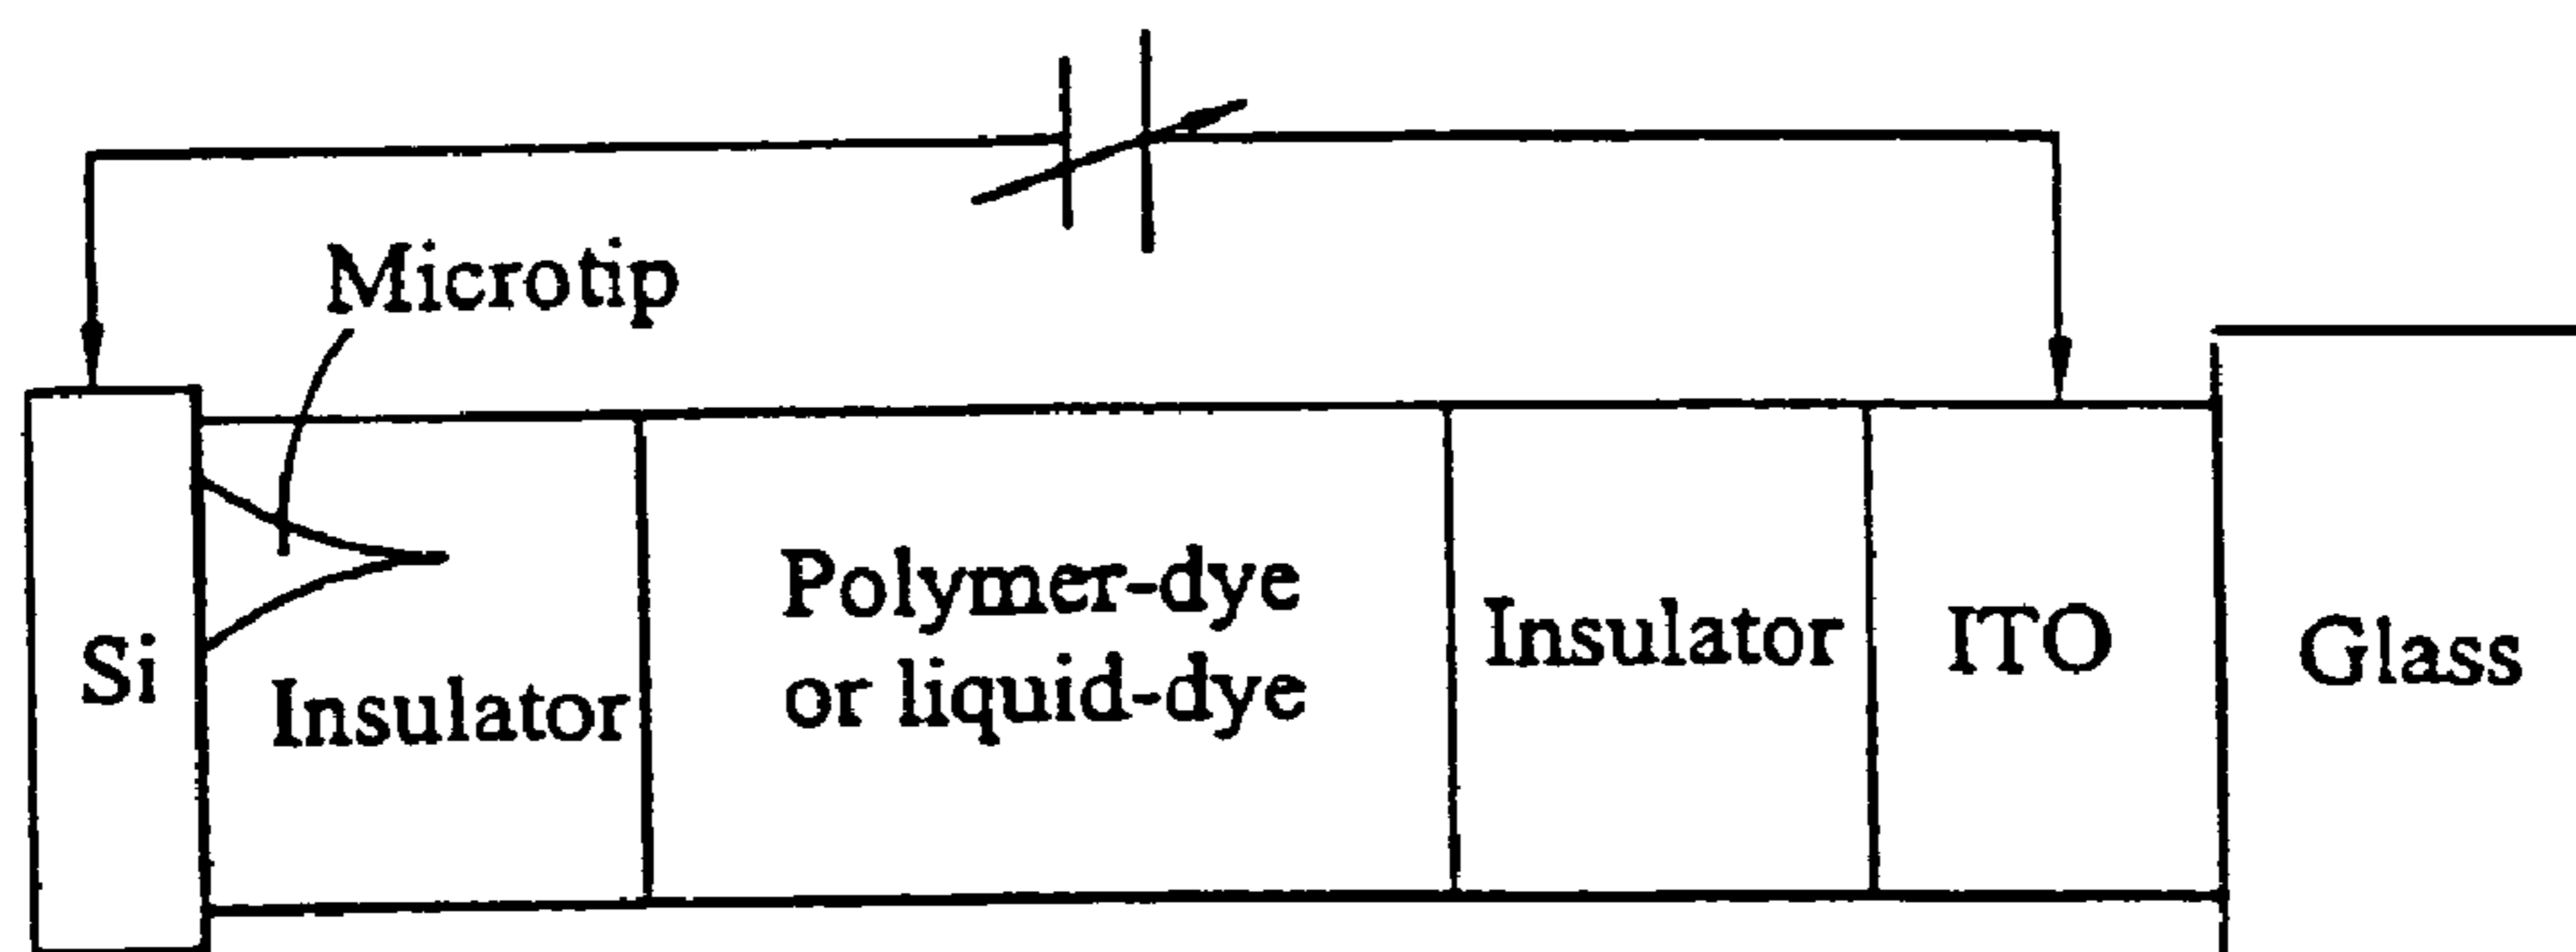 Microtip
Si
Insulator
Polymer-dye
or liquid-dye
Insulator
ITO
Glass